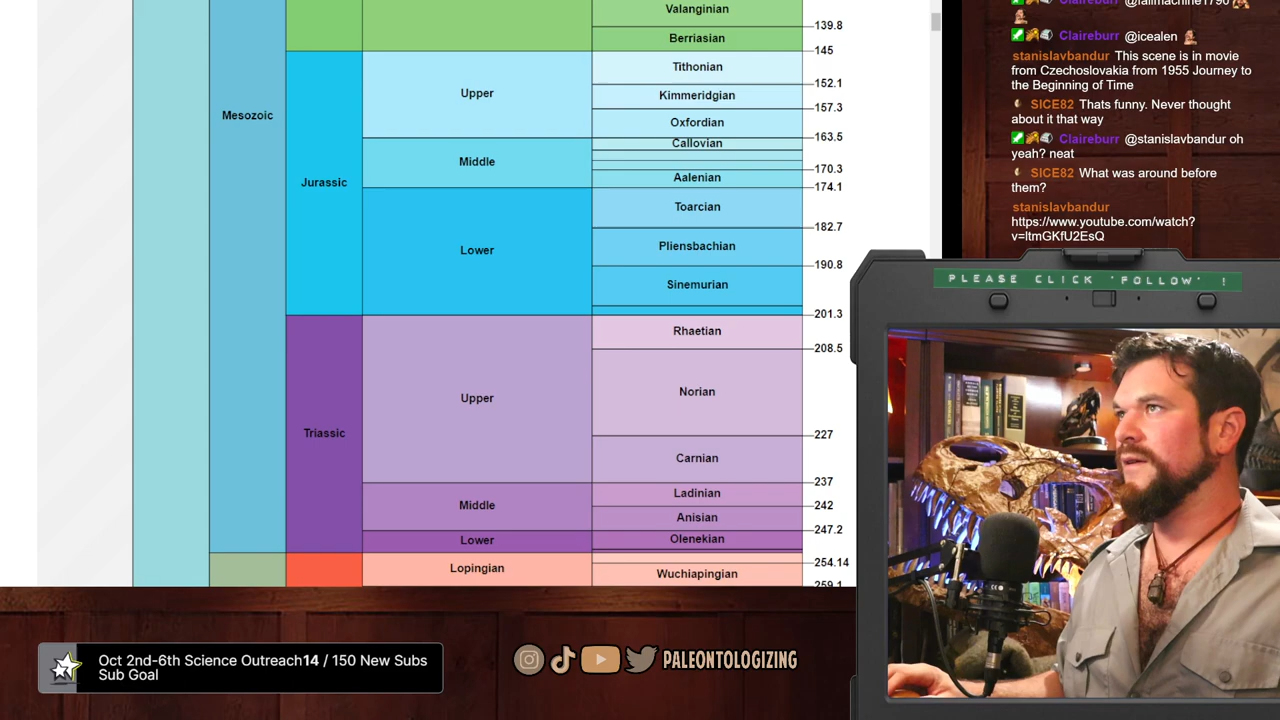 Valanginian
139.8
Berriasian
145
Mesozoic
Jurassic
Upper
Tithonian
152.1
Kimmeridgian
157.3
Oxfordian
163.5
Middle
Callovian
170.3
Aalenian
174.1
Lower
Toarcian
182.7
Pliensbachian
190.8
Sinemurian
201.3
Triassic
Upper
Rhaetian
208.5
Norian
227
Carnian
237
Middle
Ladinian
242
Anisian
247.2
Lower
Olenekian
254.14
Lopingian
Wuchiapingian
259.1
Claireburr @icealen
stanislavbandur This scene is in movie
from Czechoslovakia from 1955 Journey to
the Beginning of Time
SICE82 Thats funny. Never thought
about it that way
Claireburr @stanislavbandur oh
yeah? neat
SICE82 What was around before
them?
stanislavbandur
https://www.youtube.com/watch?
v=ltmGKfU2EsQ
PLEASE CLICK 'FOLLOW' !
Oct 2nd-6th Science Outreach14 / 150 New Subs
Sub Goal
PALEONTOLOGIZING